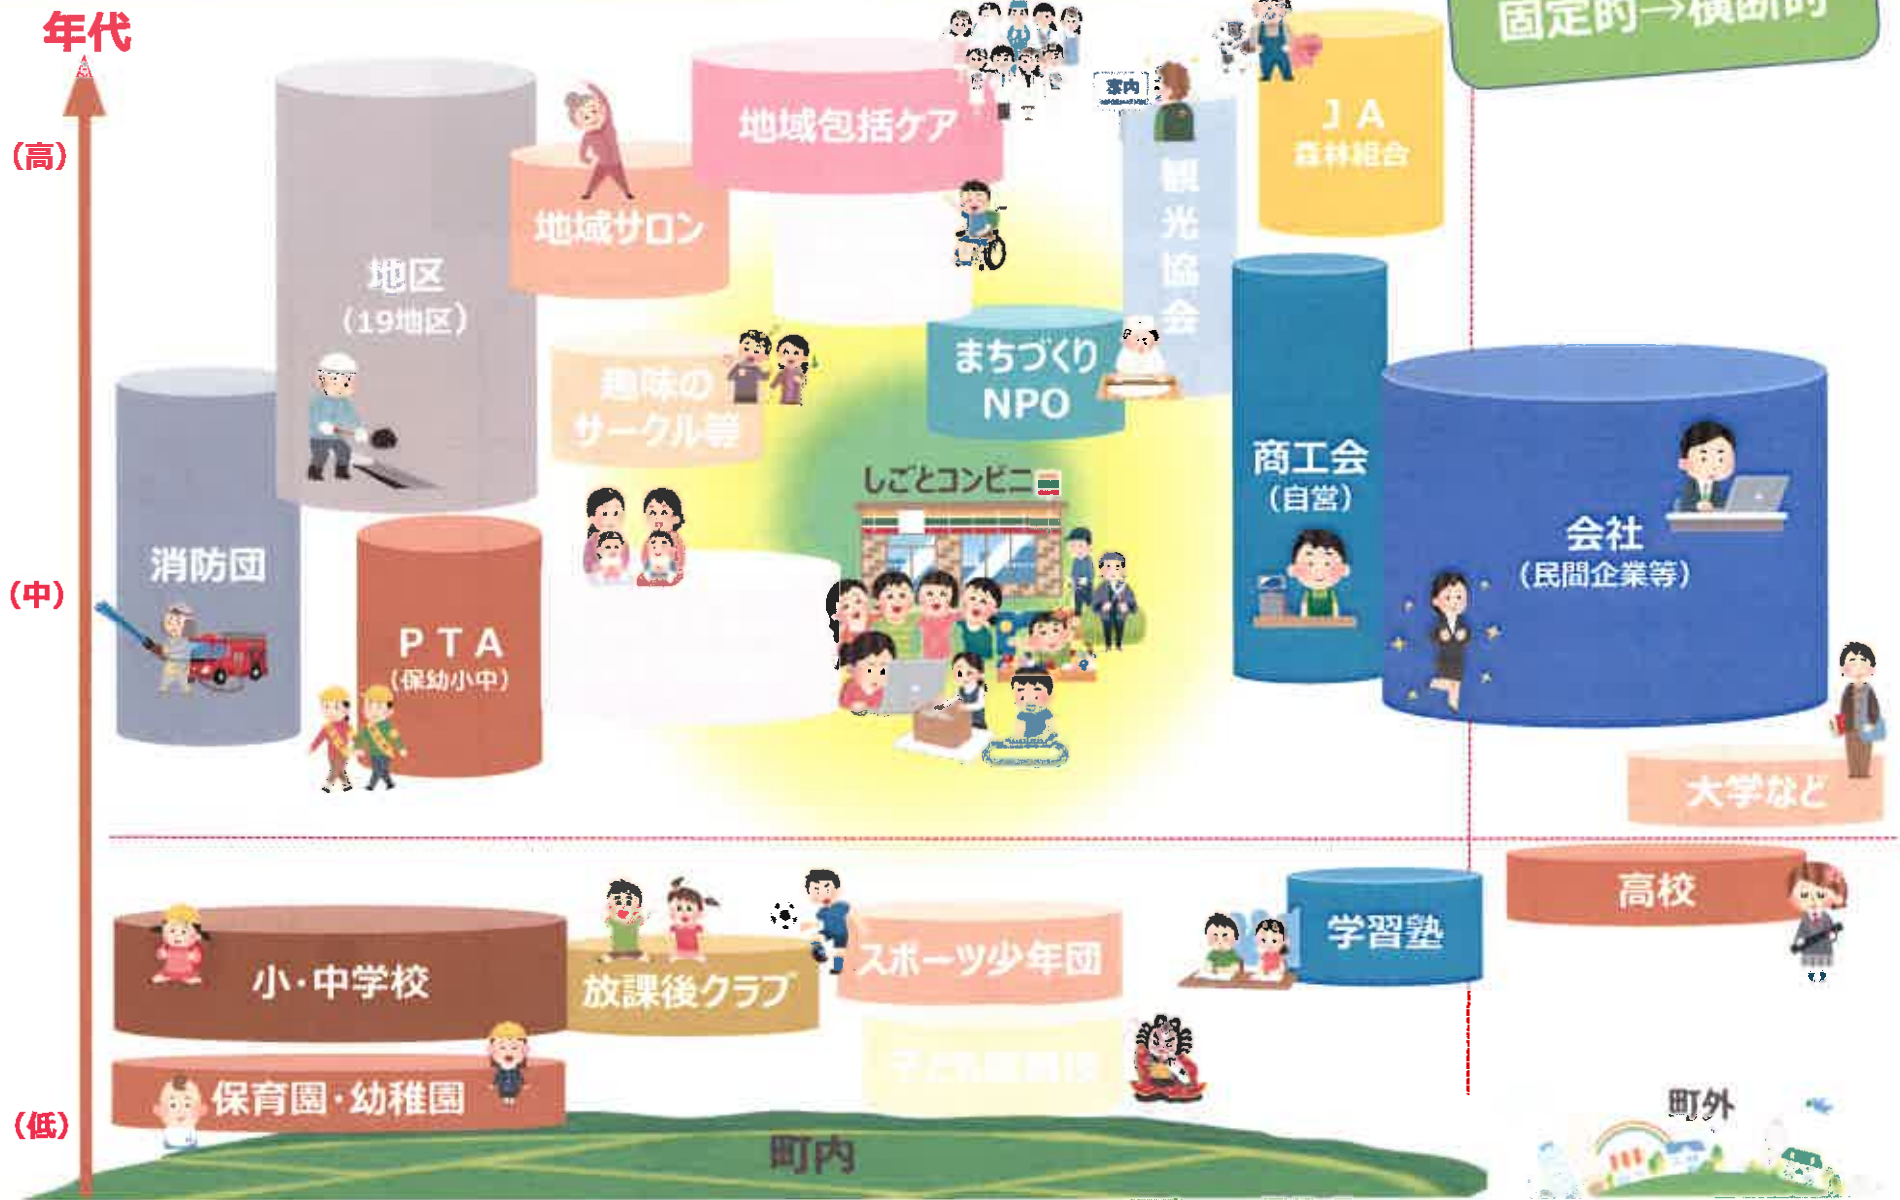 年代
固定的→横断的
(高)
地域包括ケア
案内
ＪＡ
森林組合
地域サロン
観光協会
地区
(19地区)
まちづくり
NPO
趣味の
サークル等
商工会
(自営)
しごとコンビニ
会社
(民間企業等)
消防団
(中)
ＰＴＡ
(保幼小中)
大学など
高校
学習塾
スポーツ少年団
小・中学校
放課後クラブ
保育園・幼稚園
(低)
町内
町外